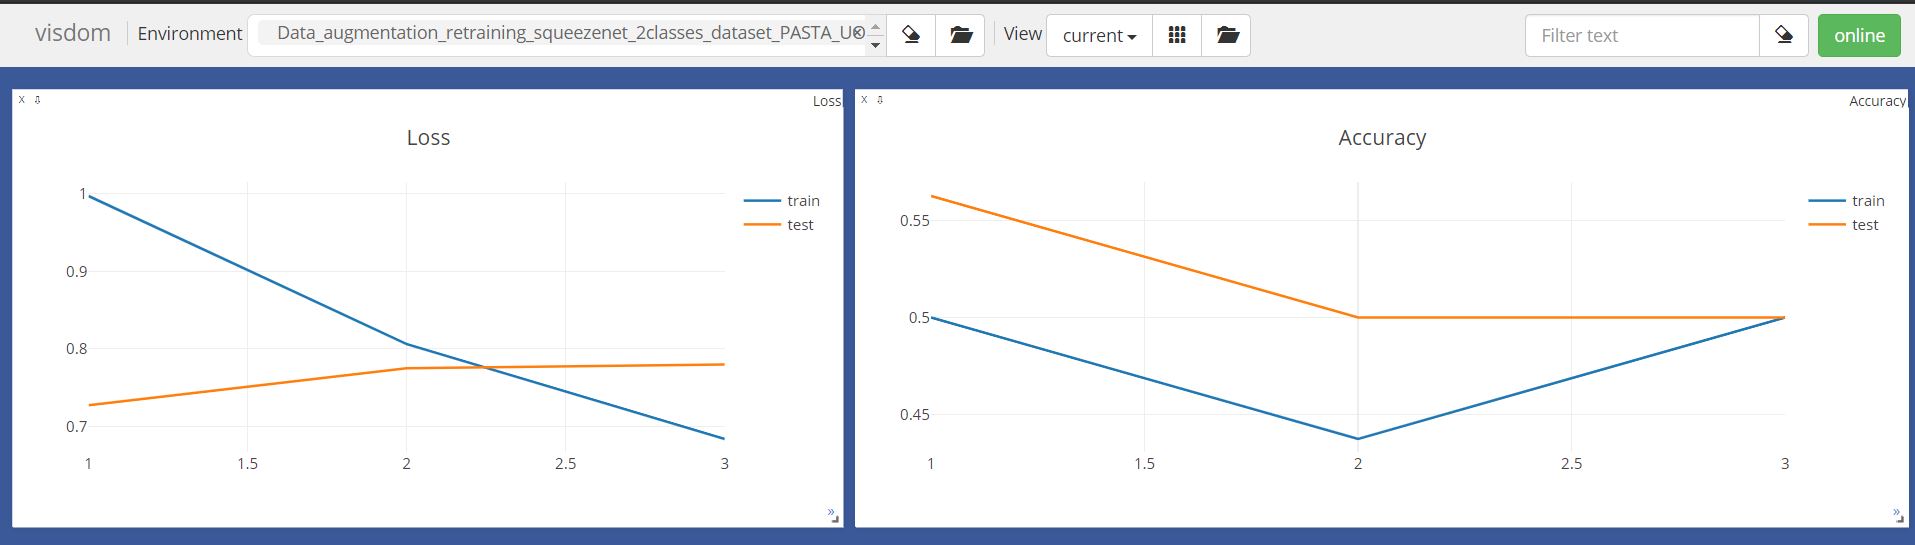 visdom Environment Data_augmentation_retraining_squeezenet_2classes_dataset_PASTA_UO View current Filter text online
X Loss
Loss
1
0.9
0.8
0.7
1 1.5 2 2.5 3
train
test
X Accuracy
Accuracy
0.55
0.5
0.45
1 1.5 2 2.5 3
train
test